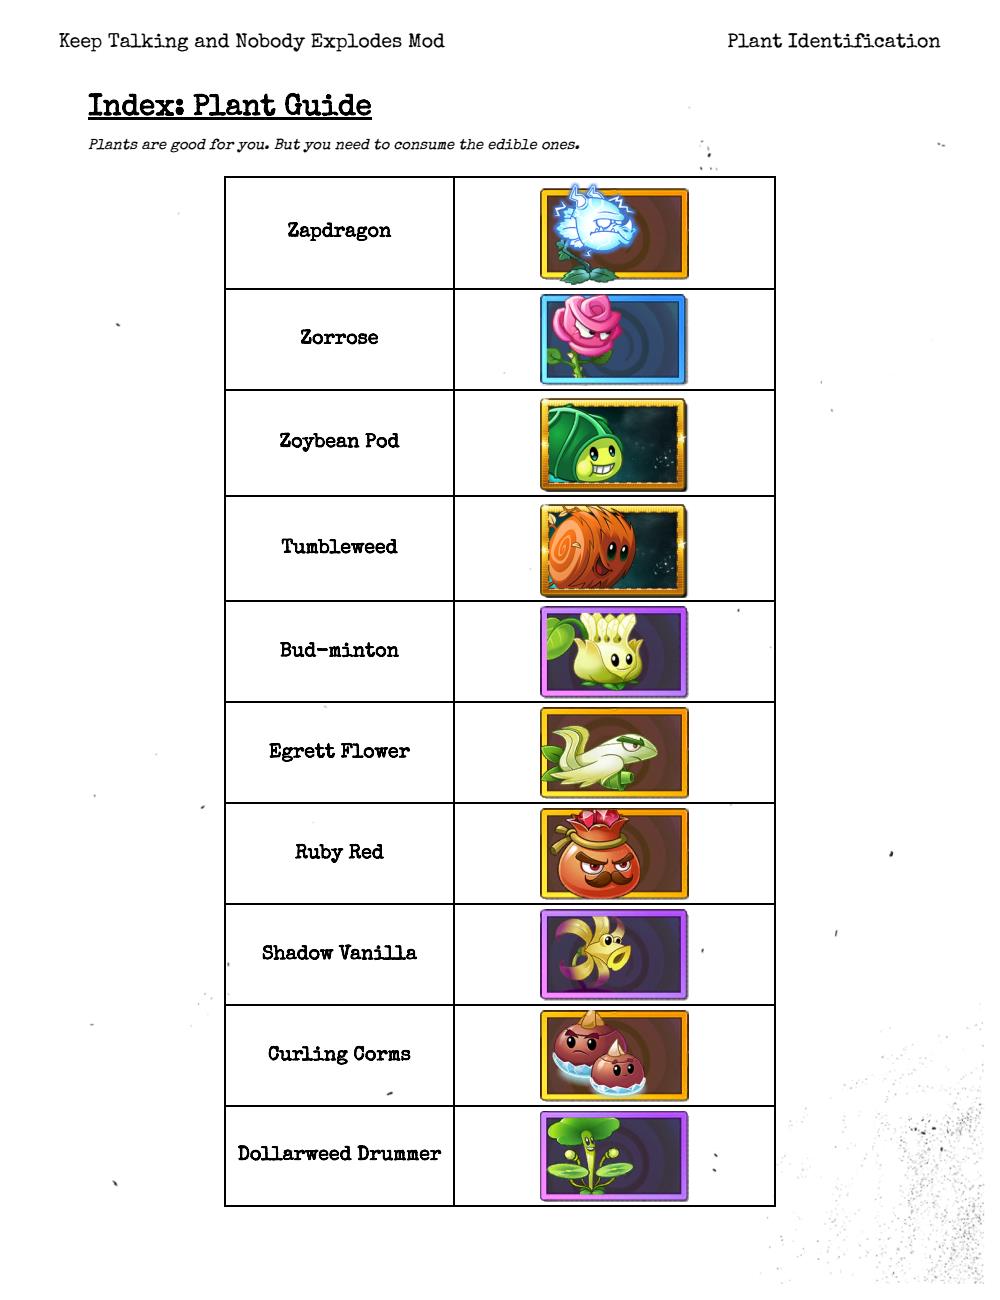 Keep Talking and Nobody Explodes Mod
Plant Identification
Index: Plant Guide
Plants are good for you. But you need to consume the edible ones.
Zapdragon
Zorrose
Zoybean Pod
Tumbleweed
Bud-minton
Egrett Flower
Ruby Red
Shadow Vanilla
Curling Corms
Dollarweed Drummer